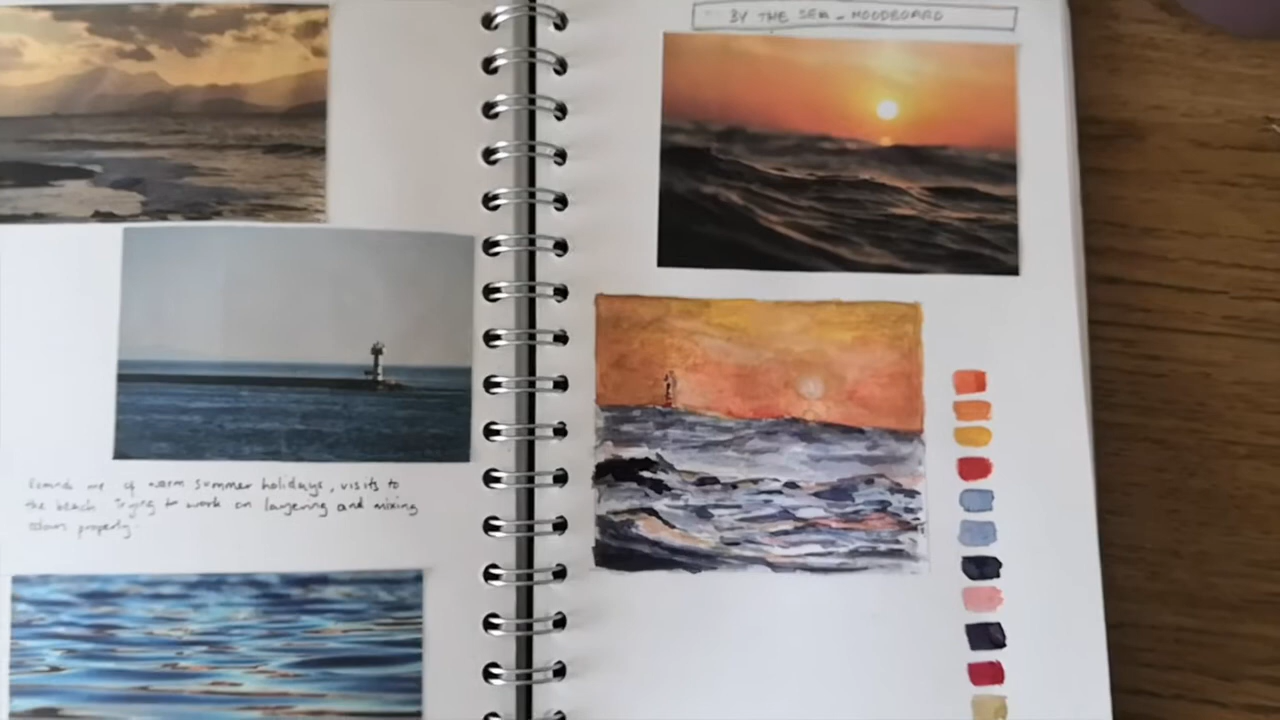 Reminds me of warm summer holidays, visits to
the beach. Trying to work on layering and mixing
colours properly.
BY THE SEA - MOODBOARD